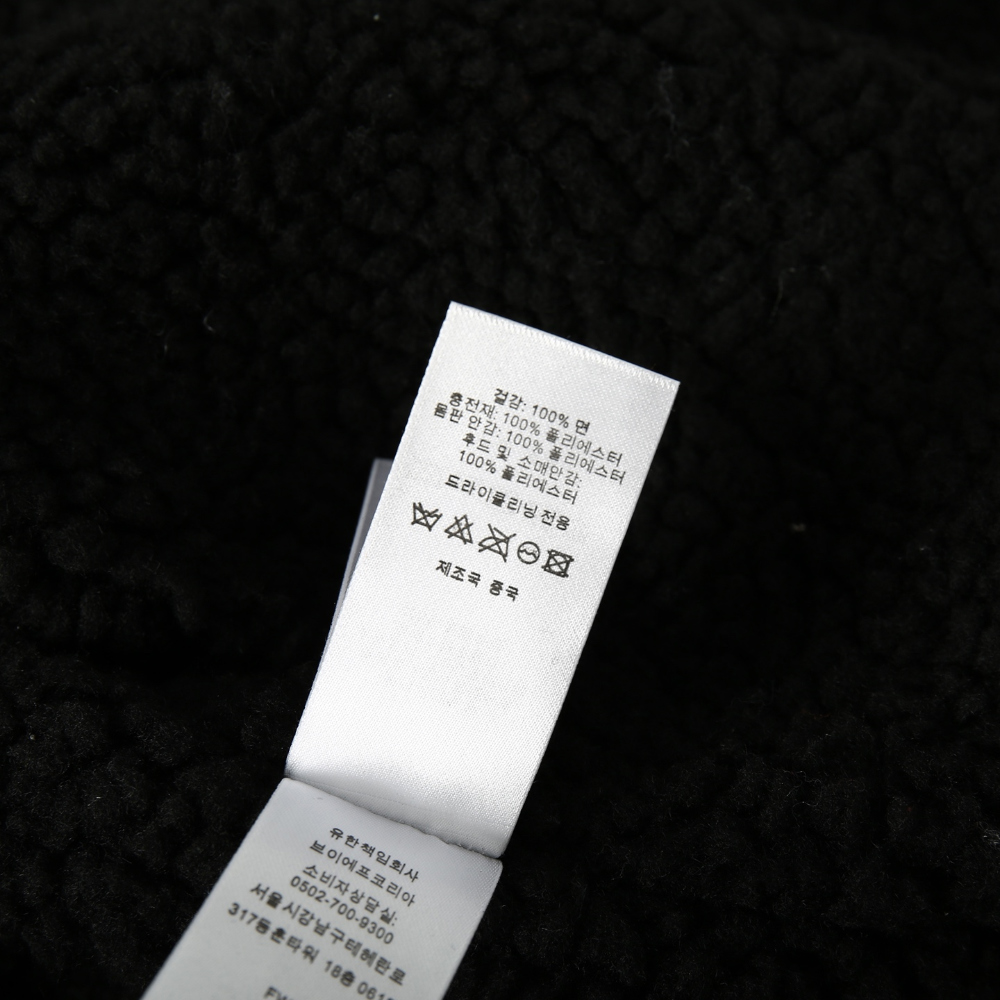 겉감: 100% 면
충전재: 100% 폴리에스터
몸판 안감: 100% 폴리에스터
후드 및 소매안감:
100% 폴리에스터
드라이클리닝 전용
제조국 중국
유한책임회사
브이에프코리아
소비자상담실:
0502-700-9300
서울시강남구테헤란로
317동훈타워 18층 061
FW